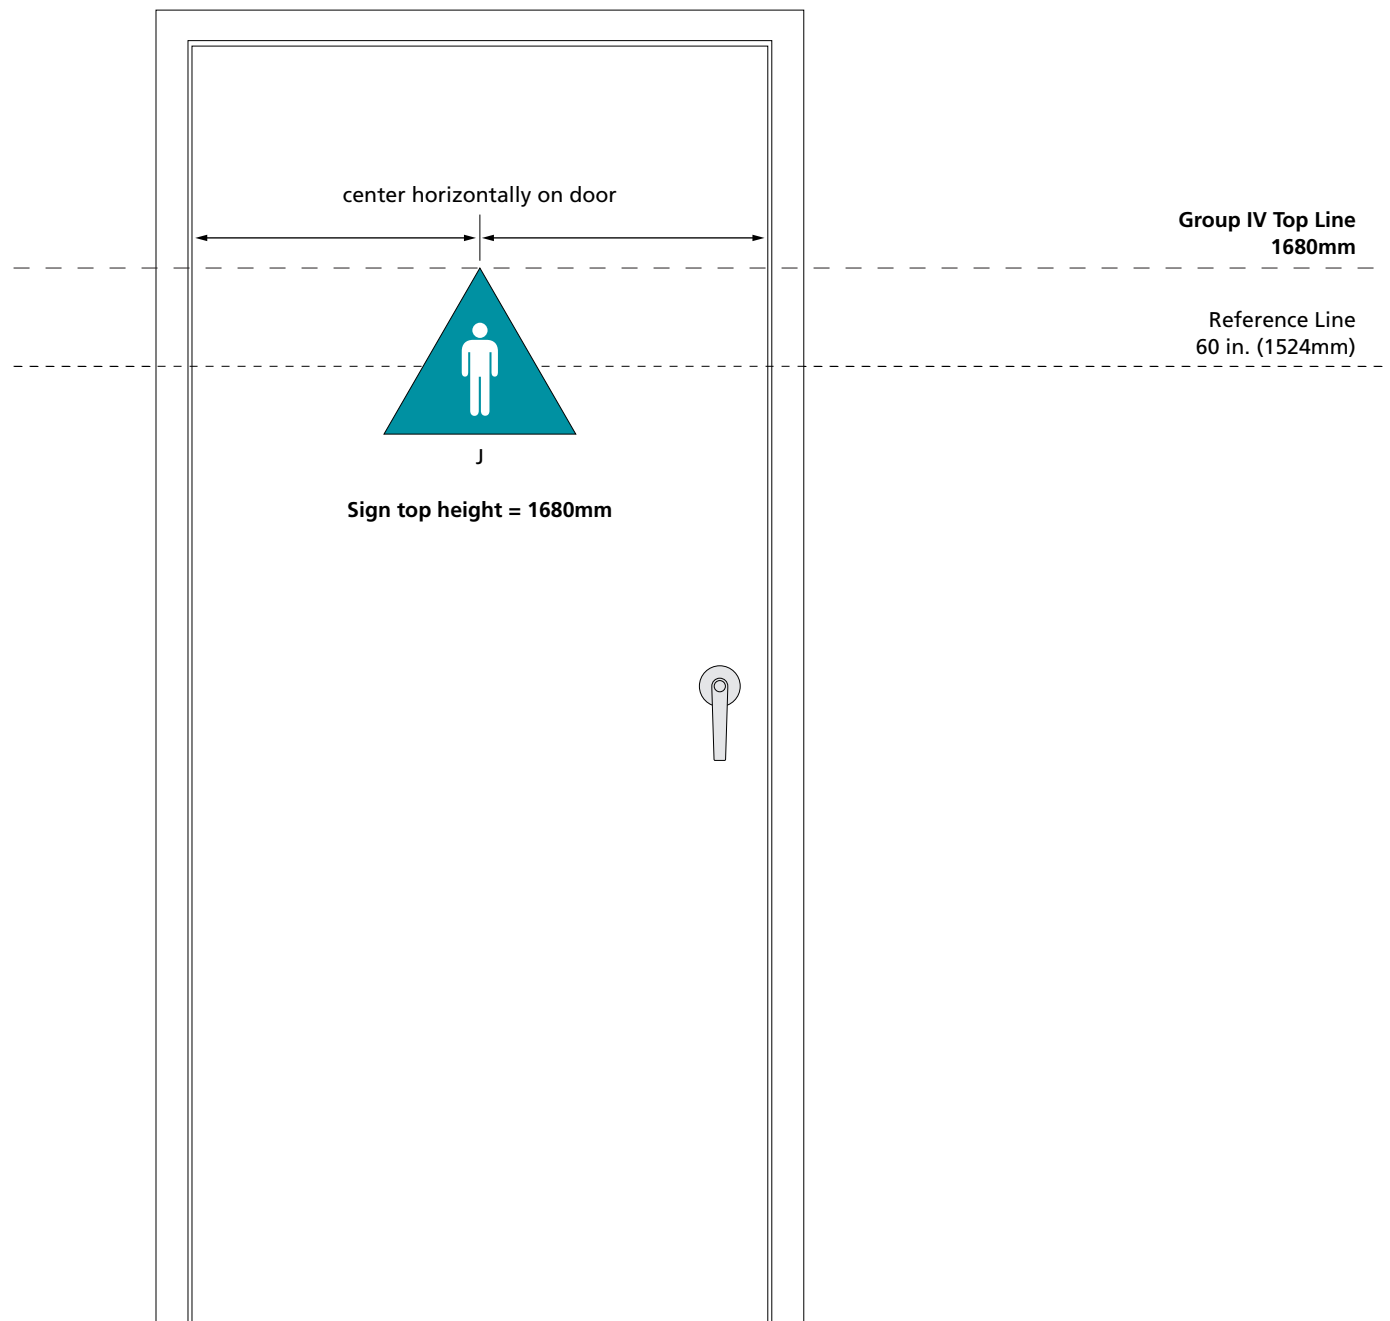 center horizontally on door
Group IV Top Line
1680mm
Reference Line
60 in. (1524mm)
J
Sign top height = 1680mm